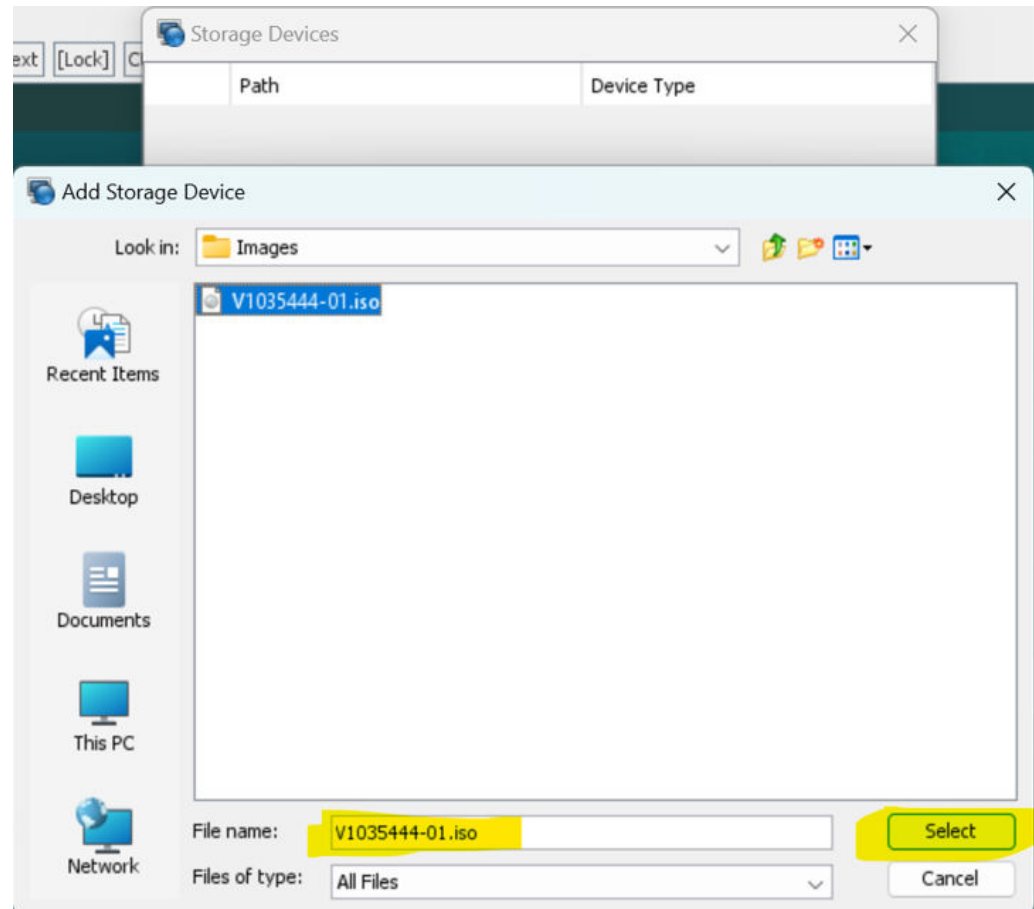 Storage Devices
ext [Lock]
Path Device Type
Add Storage Device
Look in: Images
V1035444-01.iso
Recent Items
Desktop
Documents
This PC
Network
File name: V1035444-01.iso Select
Files of type: All Files Cancel